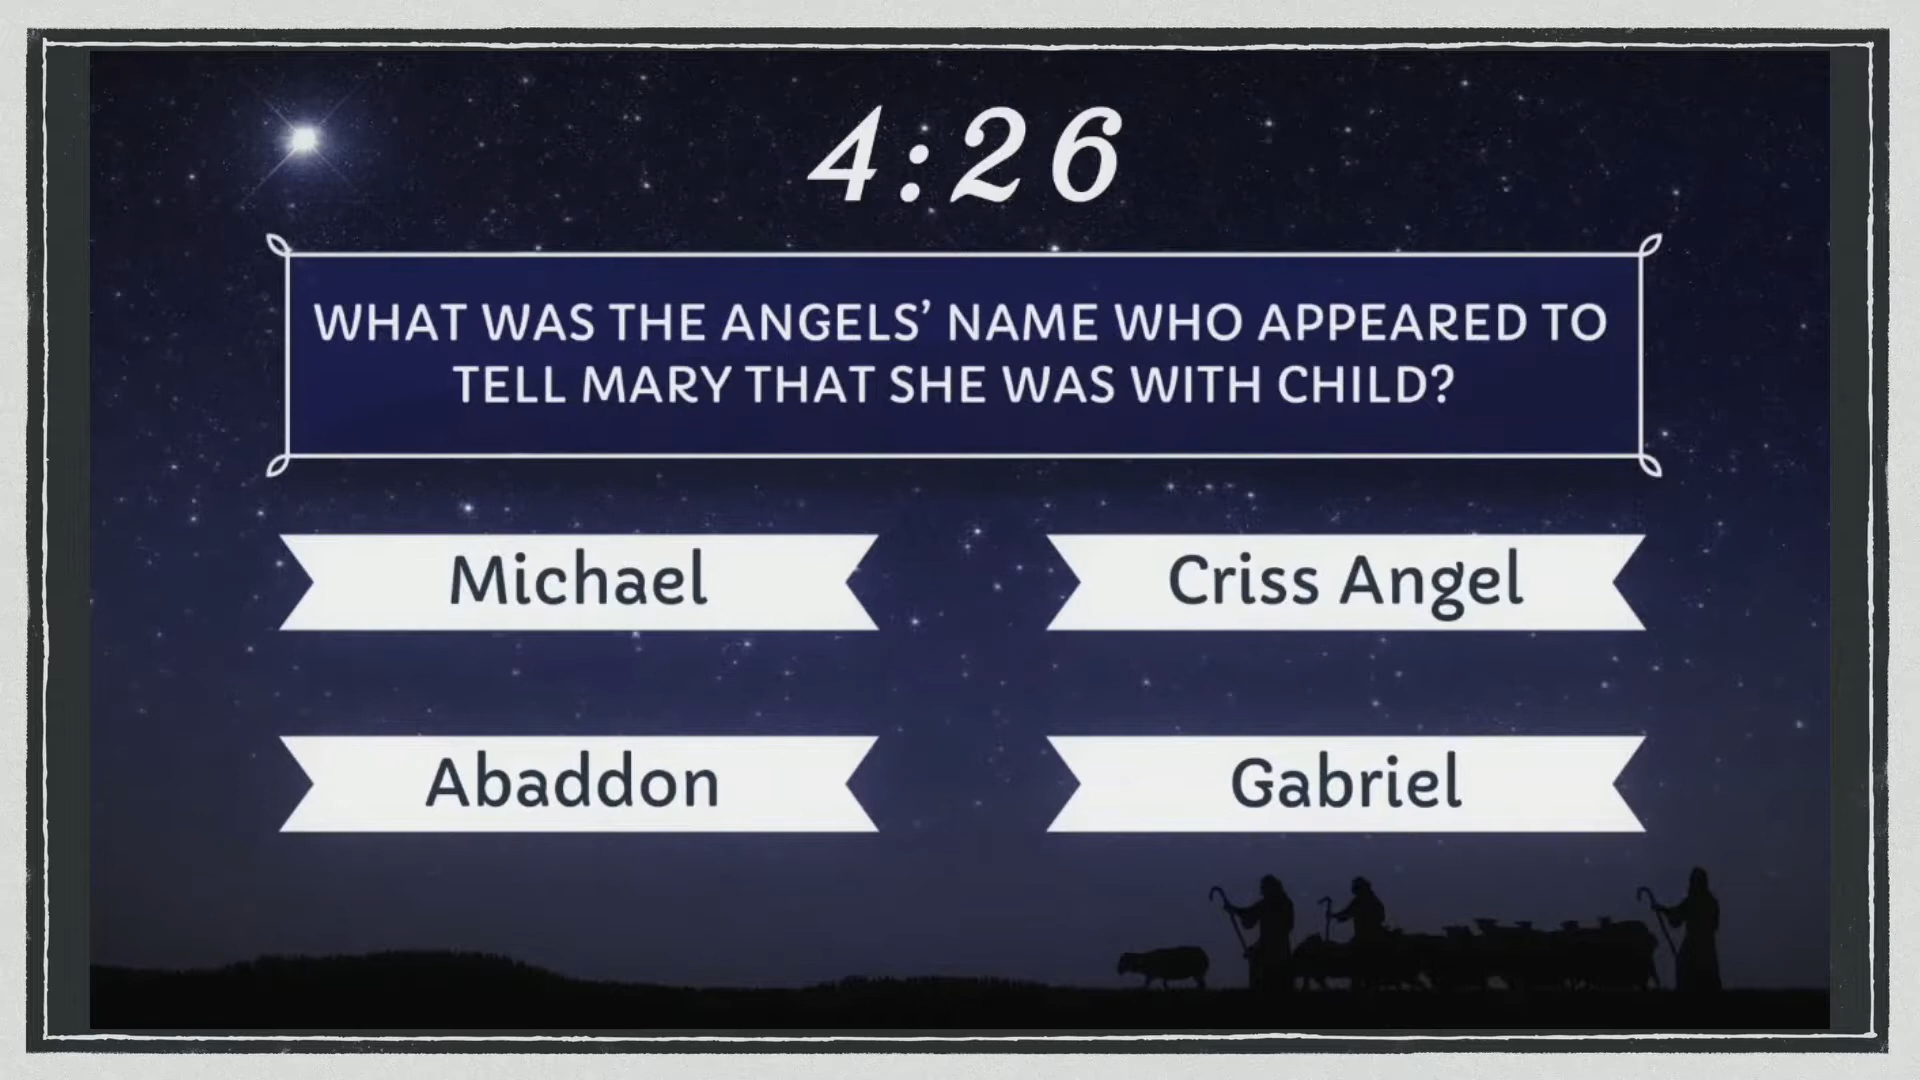 4:26
WHAT WAS THE ANGELS’ NAME WHO APPEARED TO
TELL MARY THAT SHE WAS WITH CHILD?
Michael
Criss Angel
Abaddon
Gabriel